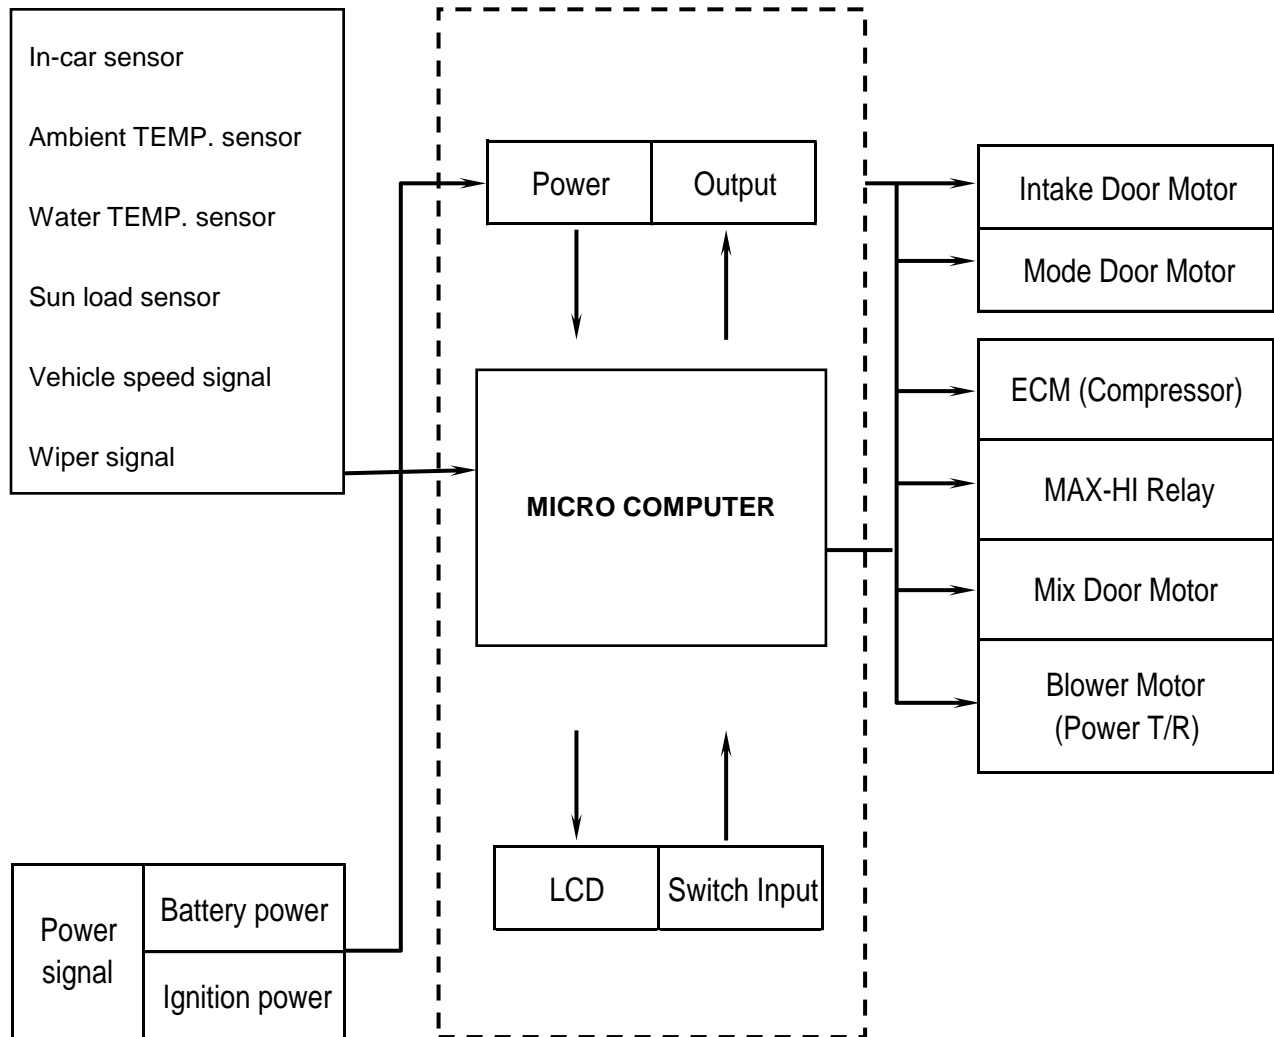 In-car sensor
Ambient TEMP. sensor
Water TEMP. sensor
Sun load sensor
Vehicle speed signal
Wiper signal
Power
signal
Battery power
Ignition power
Power
Output
MICRO COMPUTER
LCD
Switch Input
Intake Door Motor
Mode Door Motor
ECM (Compressor)
MAX-HI Relay
Mix Door Motor
Blower Motor
(Power T/R)